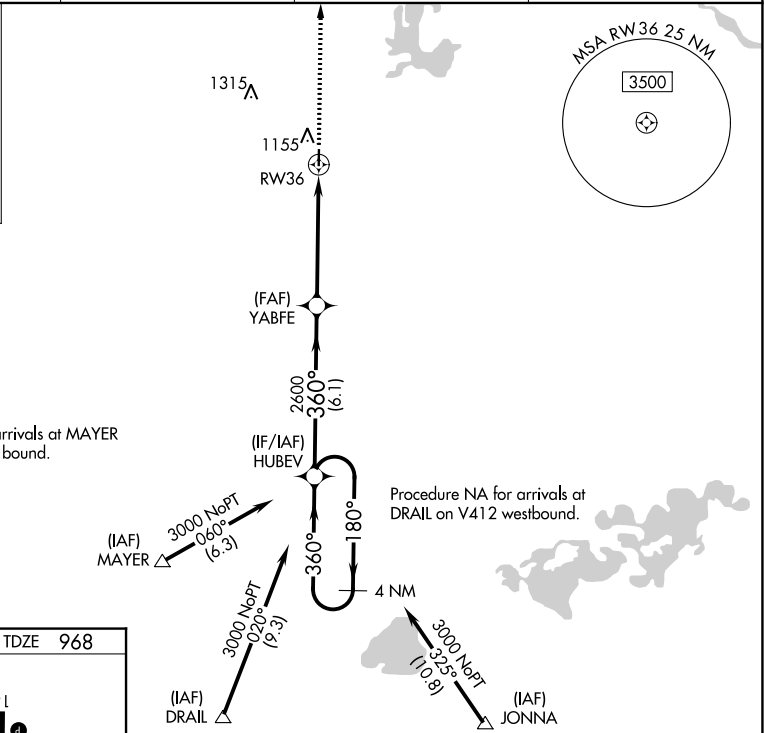 MSA RW36 25 NM
3500
1315
1155
RW36
(FAF)
YABFE
2600
360°
(6.1)
arrivals at MAYER
bound.
(IF/IAF)
HUBEV
Procedure NA for arrivals at
DRAIL on V412 westbound.
3000 NoPT
060°
(6.3)
(IAF)
MAYER
360°
180°
4 NM
3000 NoPT
020°
(9.3)
3000 NoPT
325°
(10.8)
TDZE 968
(IAF)
DRAIL
(IAF)
JONNA